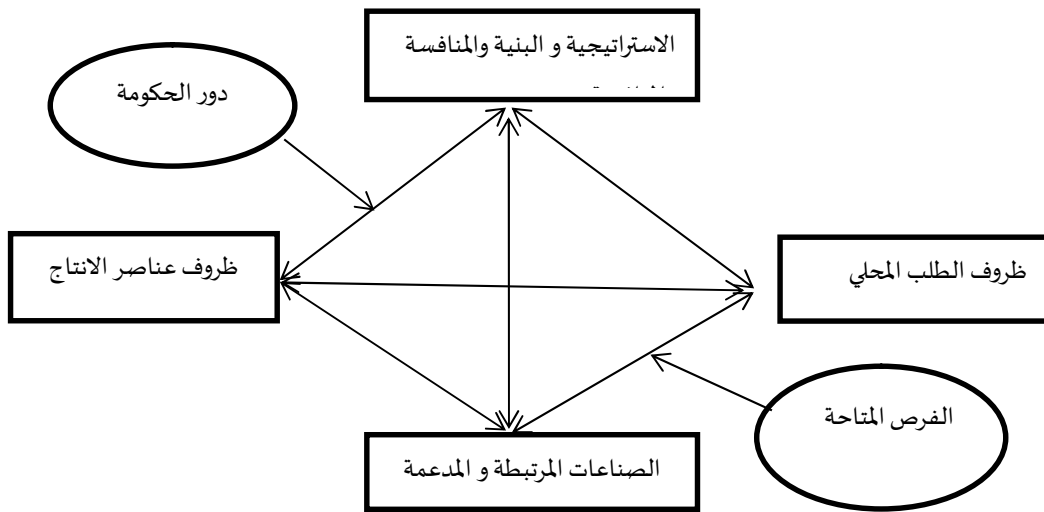 الاستراتيجية و البنية والمنافسة
دور الحكومة
ظروف عناصر الانتاج
ظروف الطلب المحلي
الفرص المتاحة
الصناعات المرتبطة و المدعمة